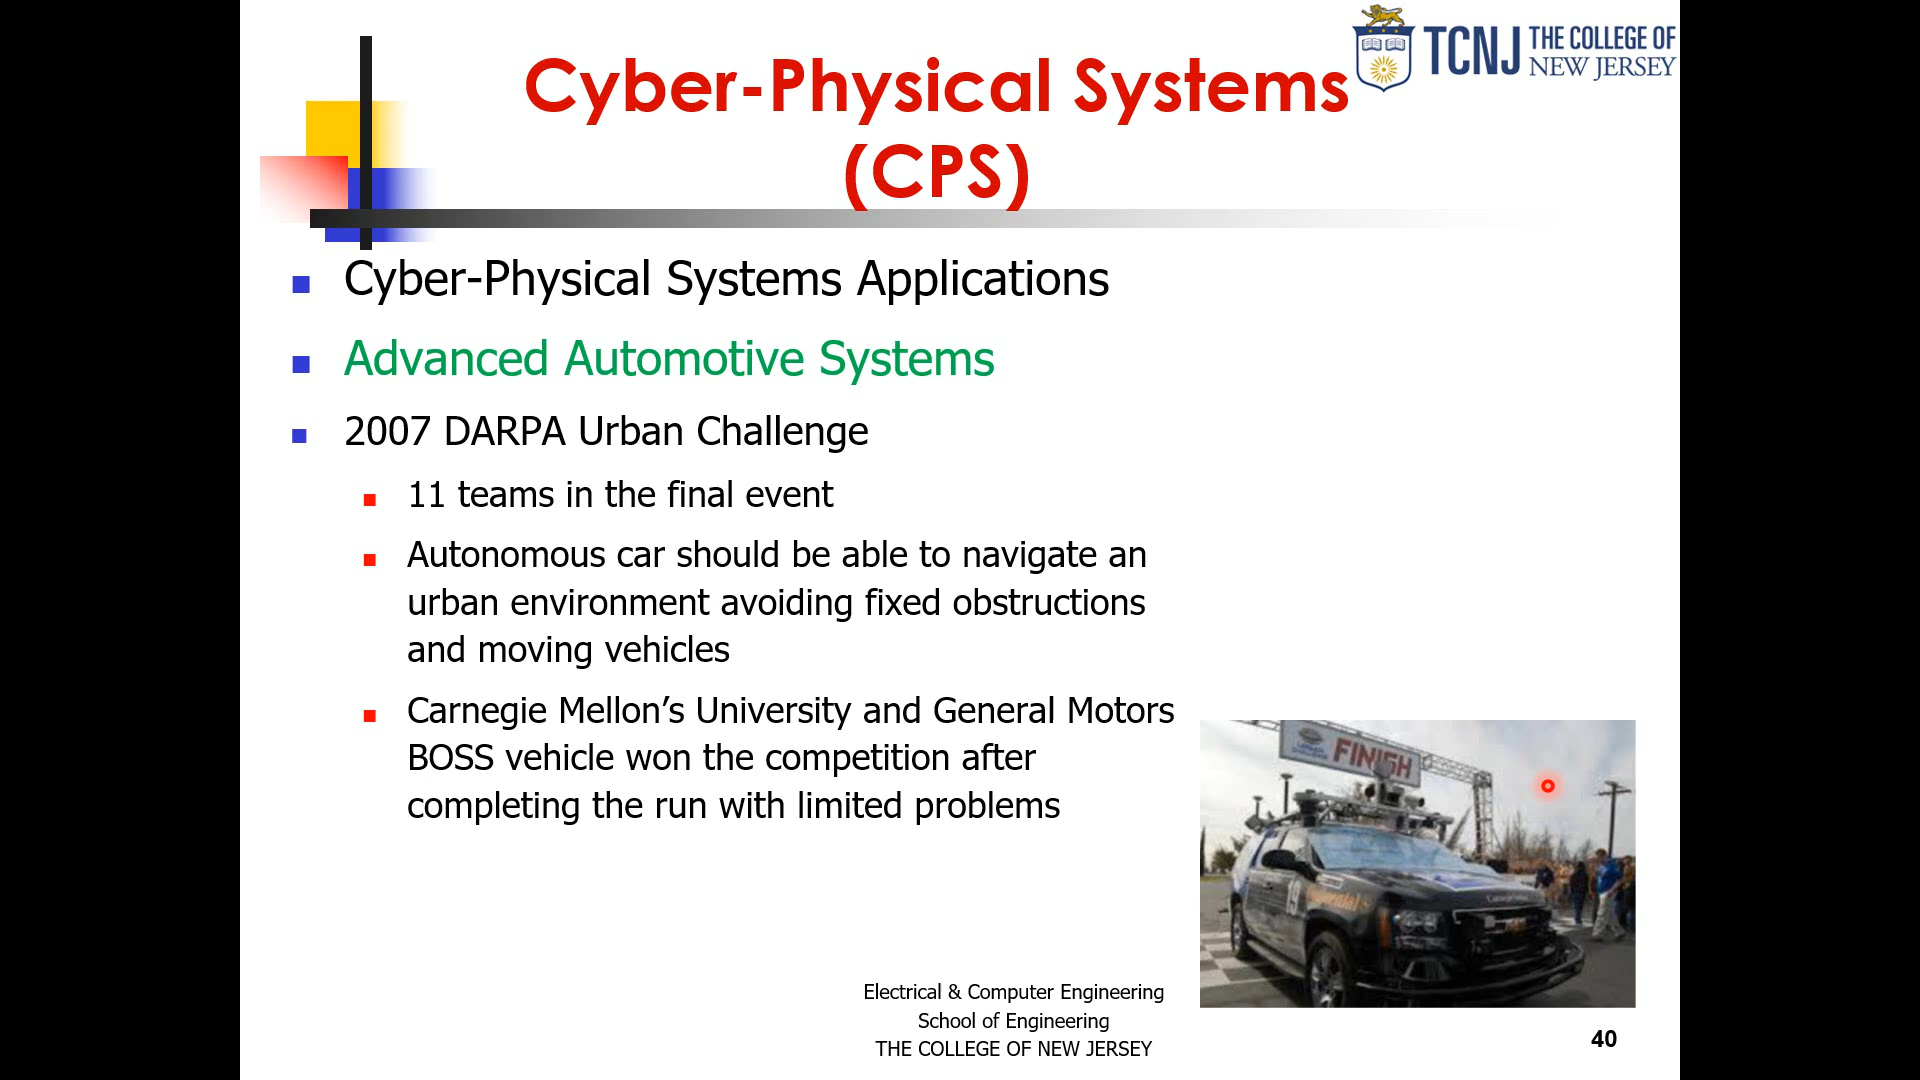 TCNJ THE COLLEGE OF
NEW JERSEY
Cyber-Physical Systems
(CPS)
Cyber-Physical Systems Applications
Advanced Automotive Systems
2007 DARPA Urban Challenge
11 teams in the final event
Autonomous car should be able to navigate an
urban environment avoiding fixed obstructions
and moving vehicles
Carnegie Mellon’s University and General Motors
BOSS vehicle won the competition after
completing the run with limited problems
FINISH
19
Electrical & Computer Engineering
School of Engineering
THE COLLEGE OF NEW JERSEY
40